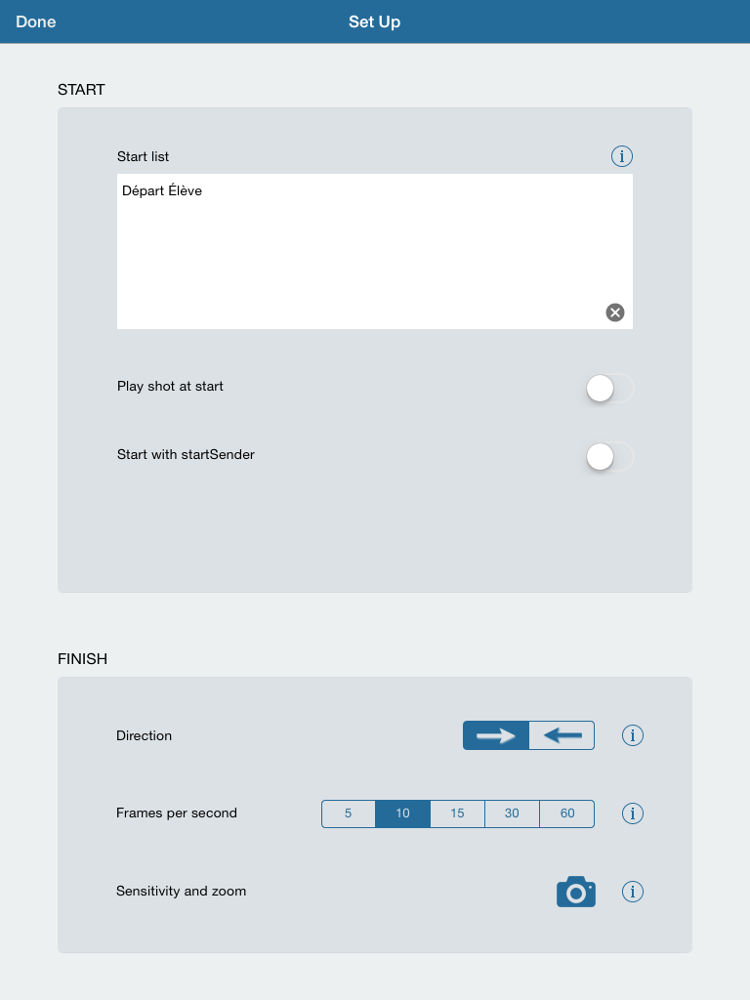 Done
Set Up
START
Start list
Départ Élève
Play shot at start
Start with startSender
FINISH
Direction
Frames per second
5 10 15 30 60
Sensitivity and zoom